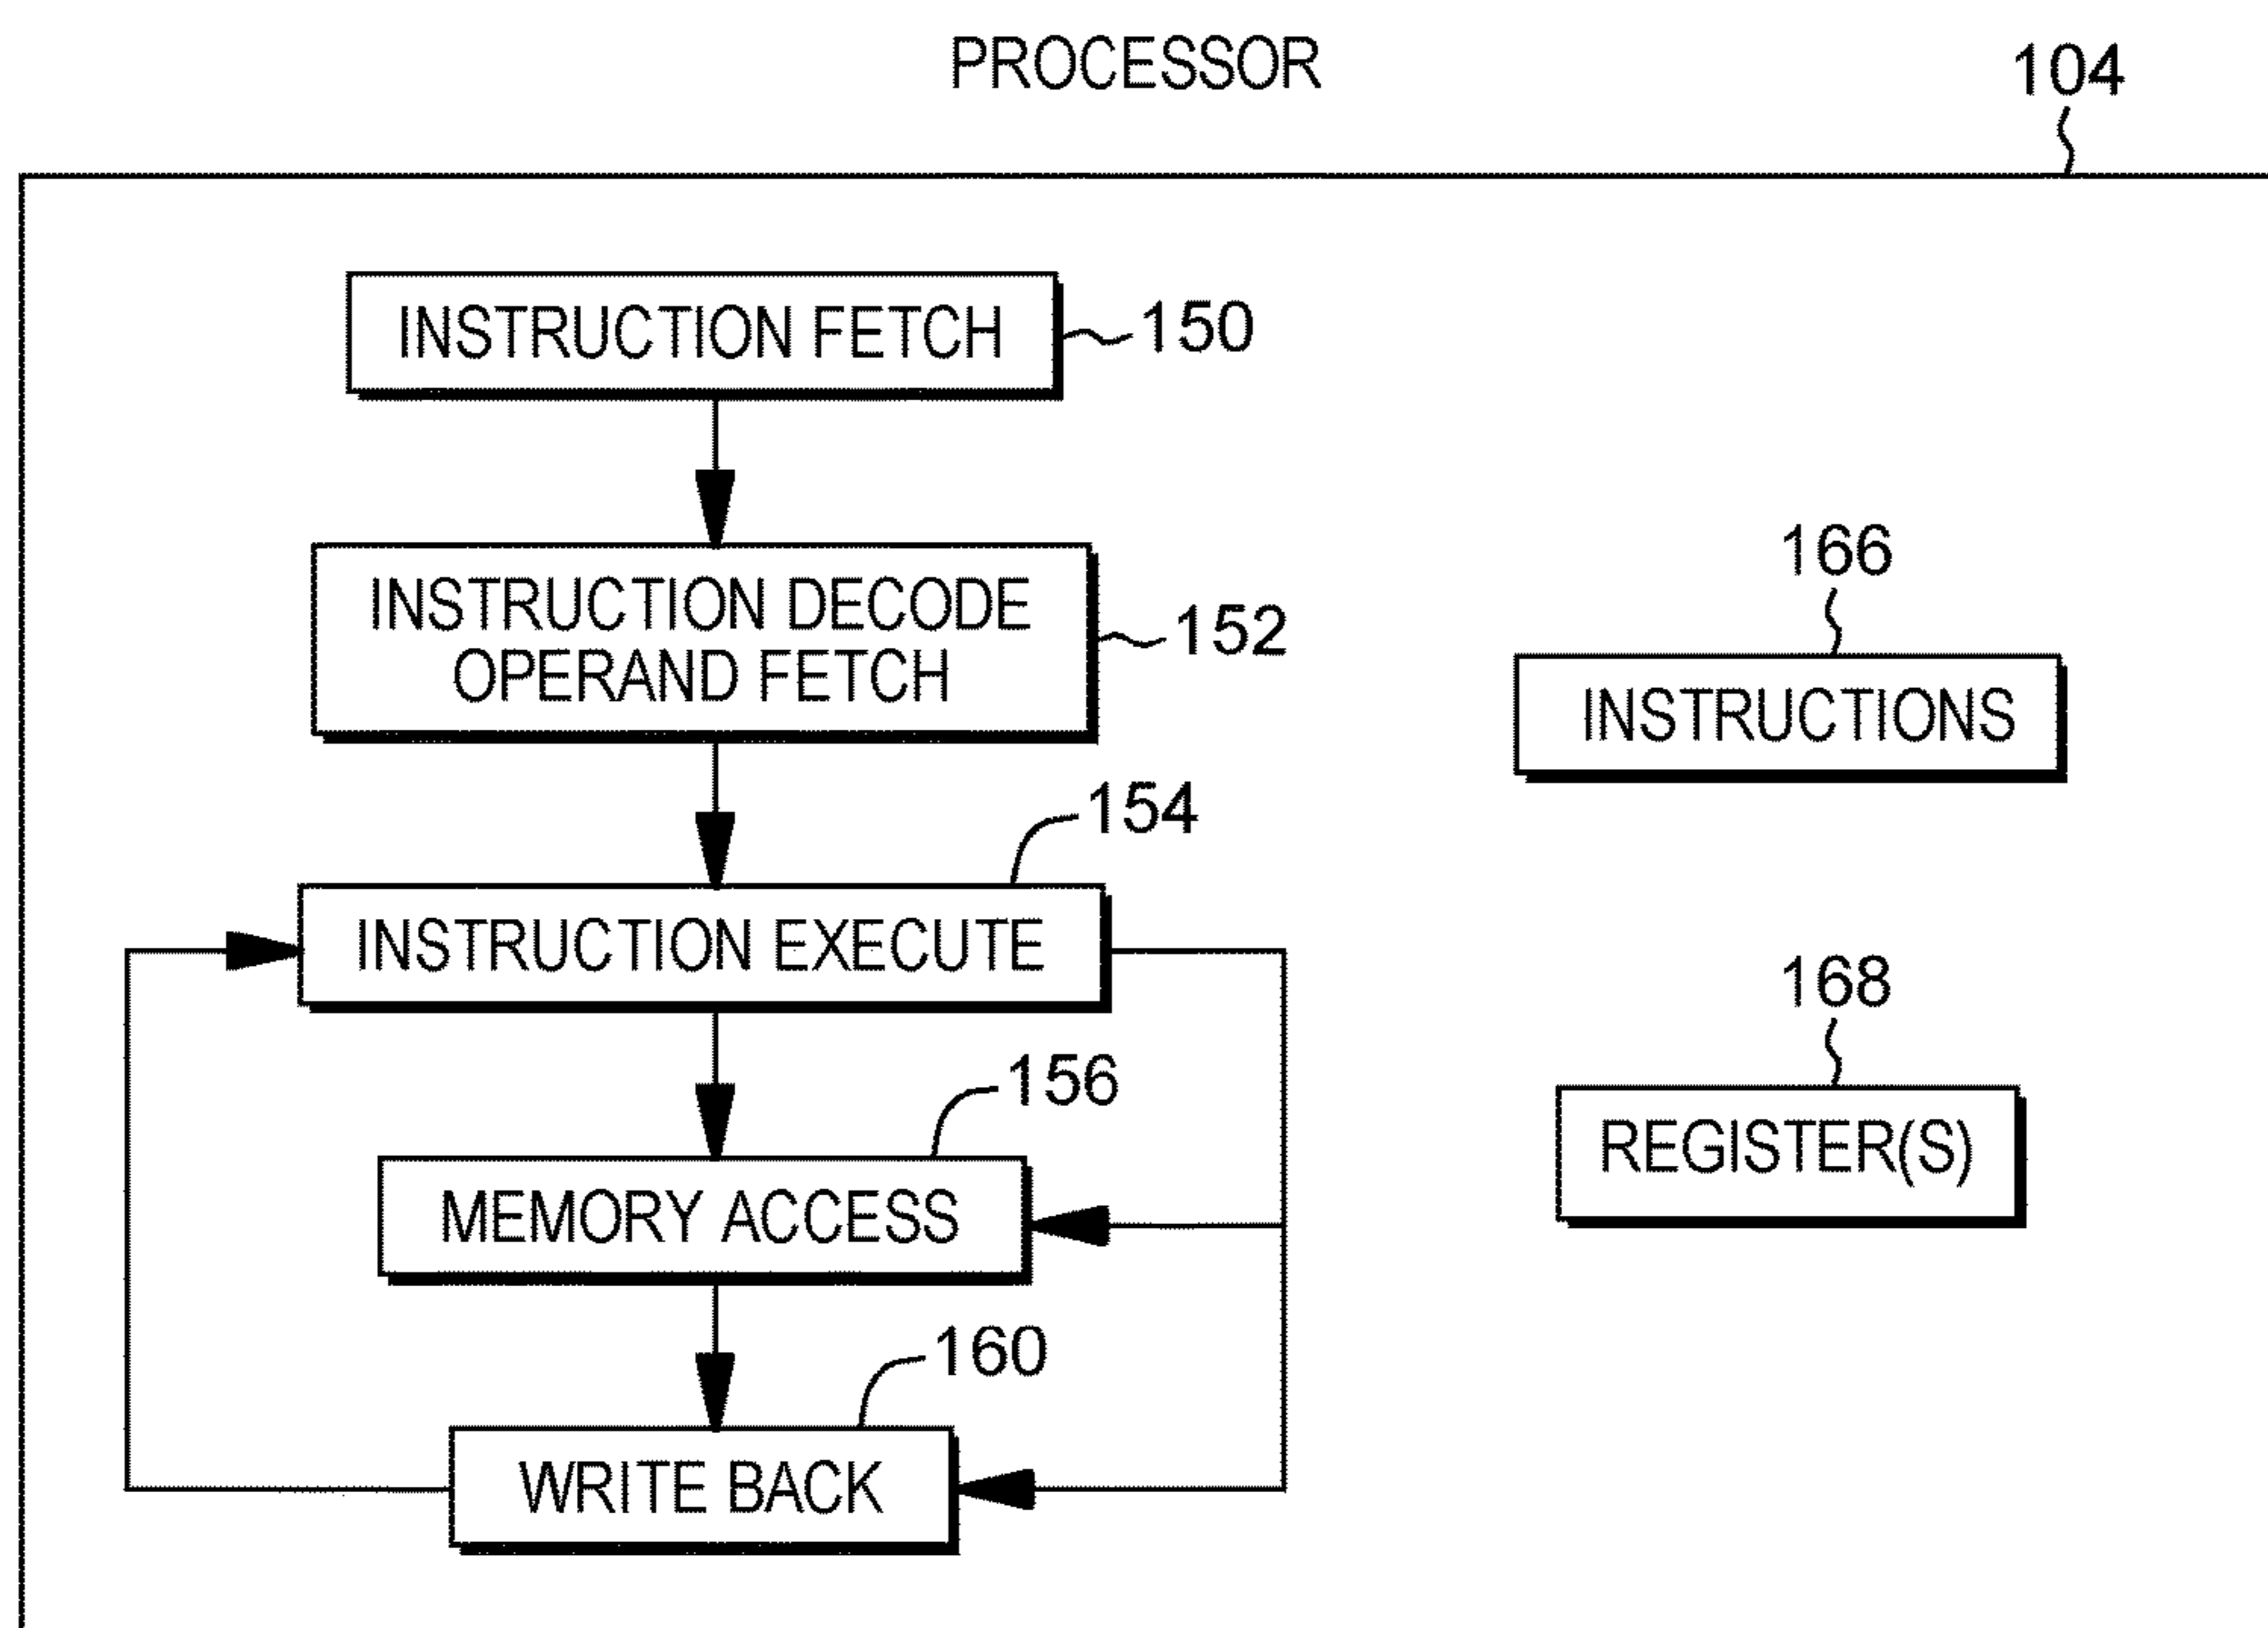 PROCESSOR
104
INSTRUCTION FETCH
150
INSTRUCTION DECODE
OPERAND FETCH
152
166
INSTRUCTIONS
154
INSTRUCTION EXECUTE
168
REGISTER(S)
156
MEMORY ACCESS
160
WRITE BACK